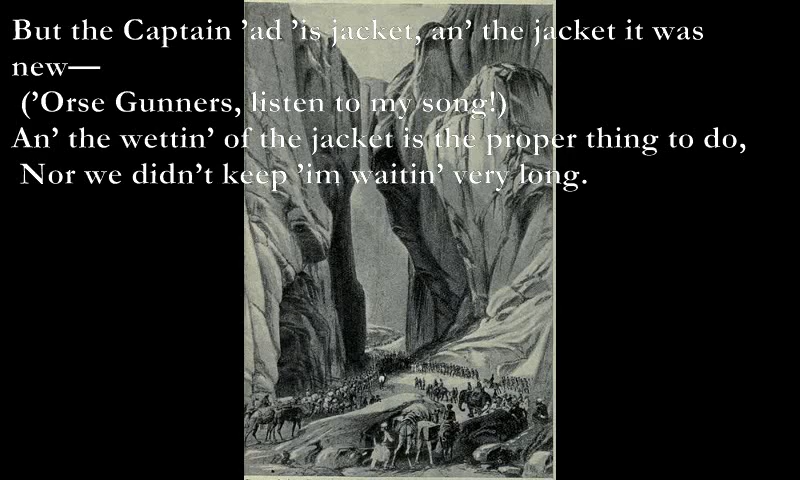 But the Captain ’ad ’is jacket, an’ the jacket it was
new—
(’Orse Gunners, listen to my song!)
An’ the wettin’ of the jacket is the proper thing to do,
Nor we didn’t keep ’im waitin’ very long.